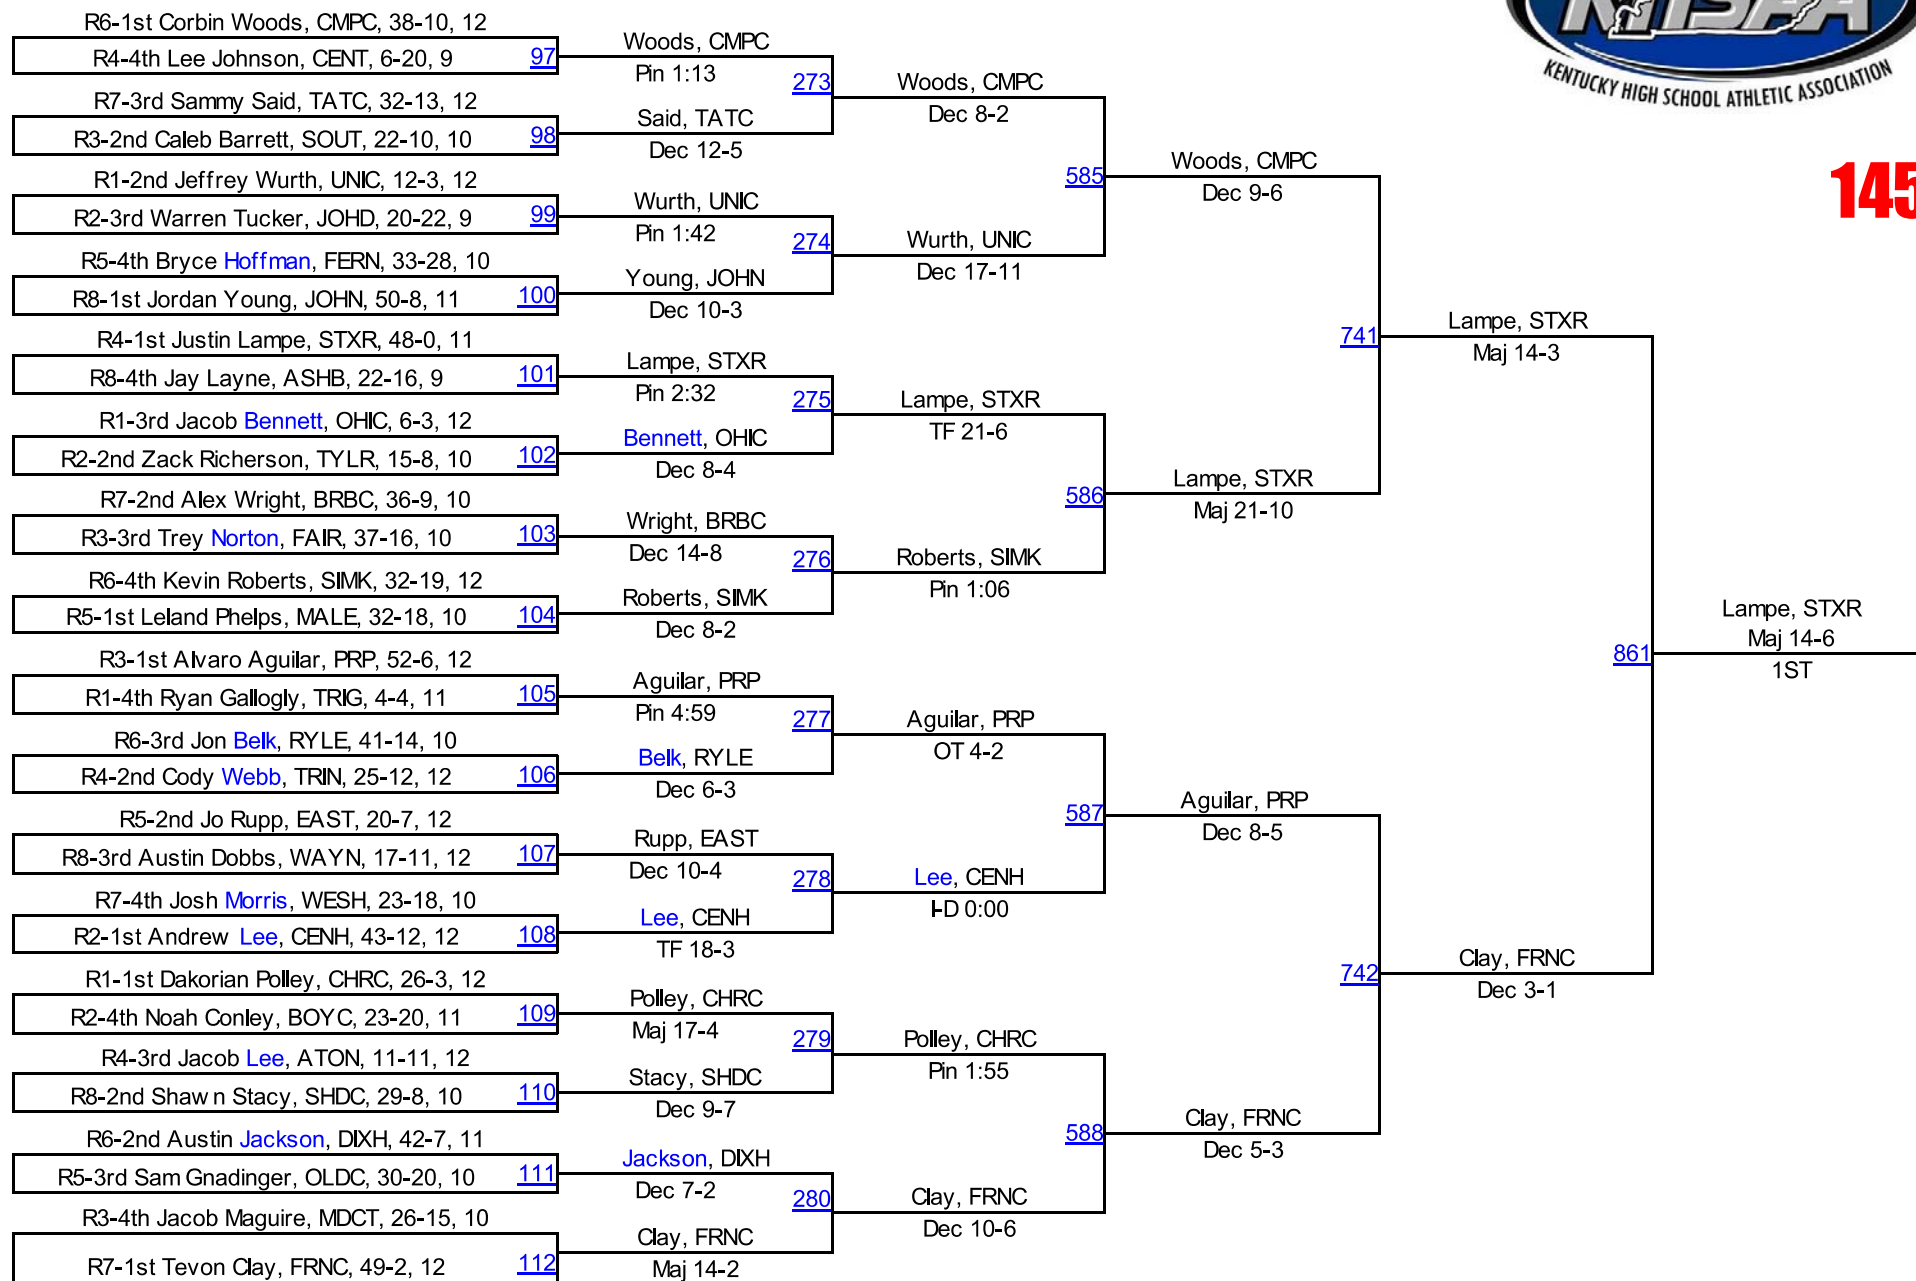 R6-1st Corbin Woods, CMPC, 38-10, 12
R4-4th Lee Johnson, CENT, 6-20, 9
97
R7-3rd Sammy Said, TATC, 32-13, 12
R3-2nd Caleb Barrett, SOUT, 22-10, 10
98
R1-2nd Jeffrey Wurth, UNIC, 12-3, 12
R2-3rd Warren Tucker, JOHD, 20-22, 9
99
R5-4th Bryce Hoffman, FERN, 33-28, 10
R8-1st Jordan Young, JOHN, 50-8, 11
100
R4-1st Justin Lampe, STXR, 48-0, 11
R8-4th Jay Layne, ASHB, 22-16, 9
101
R1-3rd Jacob Bennett, OHIC, 6-3, 12
R2-2nd Zack Richerson, TYLR, 15-8, 10
102
R7-2nd Alex Wright, BRBC, 36-9, 10
R3-3rd Trey Norton, FAIR, 37-16, 10
103
R6-4th Kevin Roberts, SIMK, 32-19, 12
R5-1st Leland Phelps, MALE, 32-18, 10
104
R3-1st Alvaro Aguilar, PRP, 52-6, 12
R1-4th Ryan Gallogly, TRIG, 4-4, 11
105
R6-3rd Jon Belk, RYLE, 41-14, 10
R4-2nd Cody Webb, TRIN, 25-12, 12
106
R5-2nd Jo Rupp, EAST, 20-7, 12
R8-3rd Austin Dobbs, WAYN, 17-11, 12
107
R7-4th Josh Morris, WESH, 23-18, 10
R2-1st Andrew Lee, CENH, 43-12, 12
108
R1-1st Dakorian Polley, CHRC, 26-3, 12
R2-4th Noah Conley, BOYC, 23-20, 11
109
R4-3rd Jacob Lee, ATON, 11-11, 12
R8-2nd Shawn Stacy, SHDC, 29-8, 10
110
R6-2nd Austin Jackson, DIXH, 42-7, 11
R5-3rd Sam Gnadinger, OLDC, 30-20, 10
111
R3-4th Jacob Maguire, MDCT, 26-15, 10
R7-1st Tevon Clay, FRNC, 49-2, 12
112
Woods, CMPC
Pin 1:13
273
Said, TATC
Dec 12-5
Wurth, UNIC
Pin 1:42
274
Young, JOHN
Dec 10-3
Lampe, STXR
Pin 2:32
275
Bennett, OHIC
Dec 8-4
Wright, BRBC
Dec 14-8
276
Roberts, SIMK
Dec 8-2
Aguilar, PRP
Pin 4:59
277
Belk, RYLE
Dec 6-3
Rupp, EAST
Dec 10-4
278
Lee, CENH
TF 18-3
Polley, CHRC
Maj 17-4
279
Stacy, SHDC
Dec 9-7
Jackson, DIXH
Dec 7-2
280
Clay, FRNC
Maj 14-2
Woods, CMPC
Dec 8-2
585
Wurth, UNIC
Dec 17-11
Lampe, STXR
TF 21-6
586
Roberts, SIMK
Pin 1:06
Aguilar, PRP
OT 4-2
587
Lee, CENH
I-D 0:00
Polley, CHRC
Pin 1:55
588
Clay, FRNC
Dec 10-6
Woods, CMPC
Dec 9-6
741
Lampe, STXR
Maj 21-10
Aguilar, PRP
Dec 8-5
742
Clay, FRNC
Dec 5-3
Lampe, STXR
Maj 14-3
861
Clay, FRNC
Dec 3-1
Lampe, STXR
Maj 14-6
1ST
KHSAA
KENTUCKY HIGH SCHOOL ATHLETIC ASSOCIATION
145